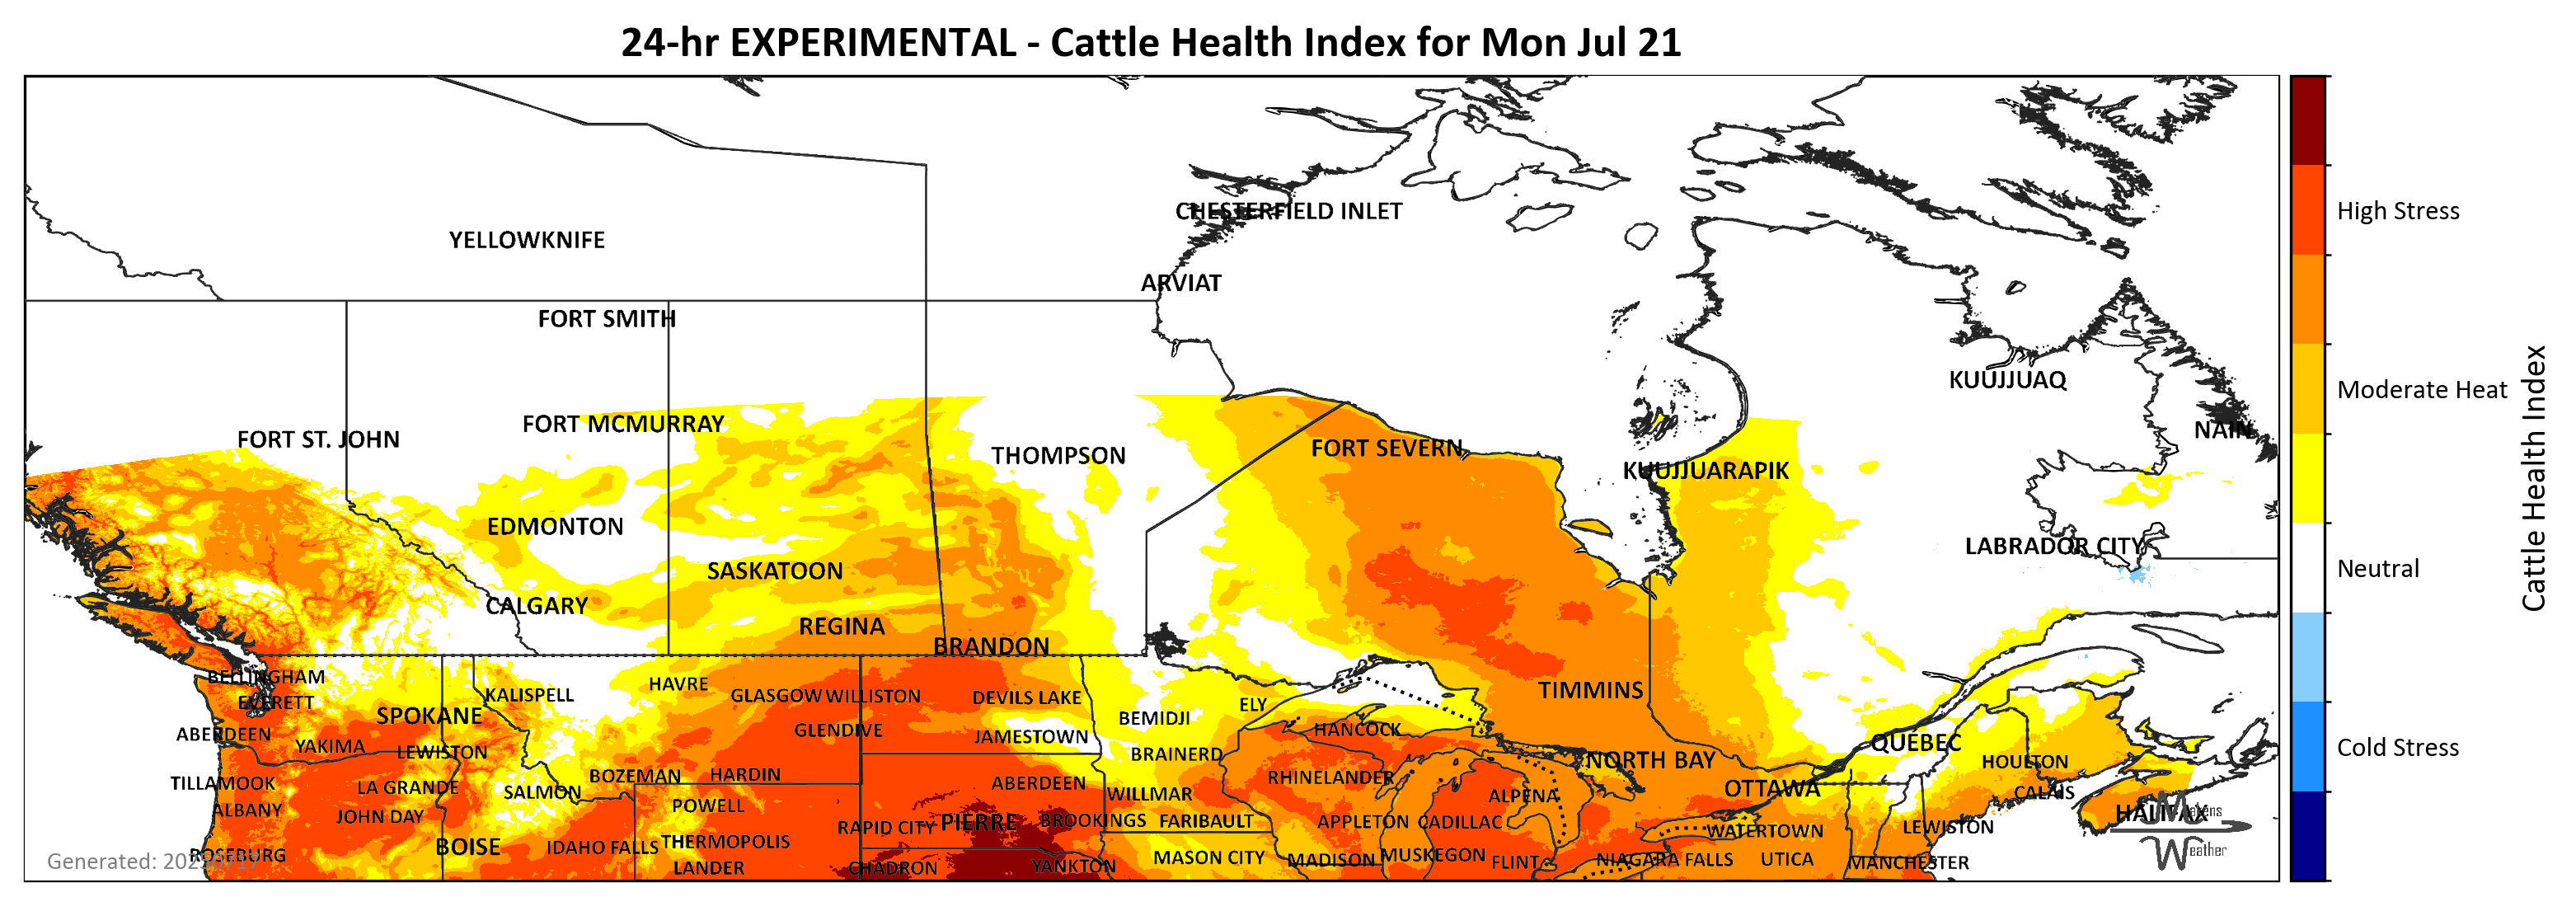 24-hr EXPERIMENTAL - Cattle Health Index for Mon Jul 21
CHESTERFIELD INLET
YELLOWKNIFE
ARVIAT
FORT SMITH
KUUJJUAQ
FORT MCMURRAY
NAIN
FORT ST. JOHN
FORT SEVERN
THOMPSON
KUUJJUARAPIK
EDMONTON
LABRADOR CITY
SASKATOON
CALGARY
REGINA
BRANDON
BELLINGHAM
HAVRE
TIMMINS
KALISPELL
GLASGOW WILLISTON
DEVILS LAKE
EVERETT
ELY
SPOKANE
BEMIDJI
GLENDIVE
HANCOCK
ABERDEEN
JAMESTOWN
QUÉBEC
YAKIMA
LEWISTON
BRAINERD
NORTH BAY
HOULTON
BOZEMAN
HARDIN
RHINELANDER
TILLAMOOK
ABERDEEN
LA GRANDE
OTTAWA
SALMON
WILLMAR
CALAIS
ALPENA
POWELL
ALBANY
JOHN DAY
HALIFAX
Makens
PIERRE
BROOKINGS
FARIBAULT
APPLETON
CADILLAC
RAPID CITY
LEWISTON
WATERTOWN
THERMOPOLIS
BOISE
IDAHO FALLS
Weather
ROSEBURG
MASON CITY
MADISON
MUSKEGON
NIAGARA FALLS
UTICA
Generated:
FLINT
MANCHESTER
LANDER
CHADRON
YANKTON
High Stress
Moderate Heat
Neutral
Cold Stress
Cattle Health Index